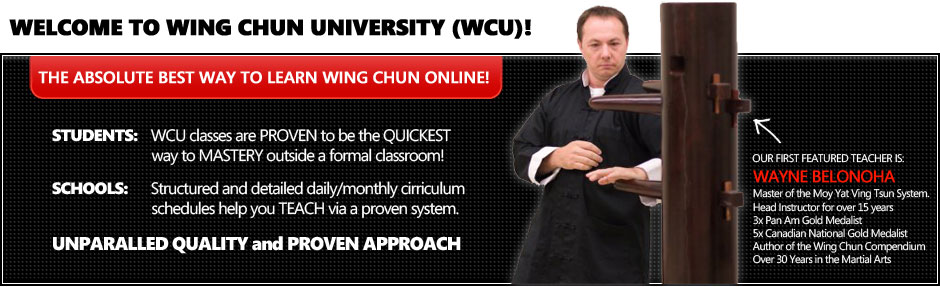 WELCOME TO WING CHUN UNIVERSITY (WCU)!
THE ABSOLUTE BEST WAY TO LEARN WING CHUN ONLINE!
STUDENTS: WCU classes are PROVEN to be the QUICKEST
way to MASTERY outside a formal classroom!
SCHOOLS: Structured and detailed daily/monthly cirriculum
schedules help you TEACH via a proven system.
UNPARALLED QUALITY and PROVEN APPROACH
OUR FIRST FEATURED TEACHER IS:
WAYNE BELONOHA
Master of the Moy Yat Ving Tsun System.
Head Instructor for over 15 years
3x Pan Am Gold Medalist
5x Canadian National Gold Medalist
Author of the Wing Chun Compendium
Over 30 Years in the Martial Arts